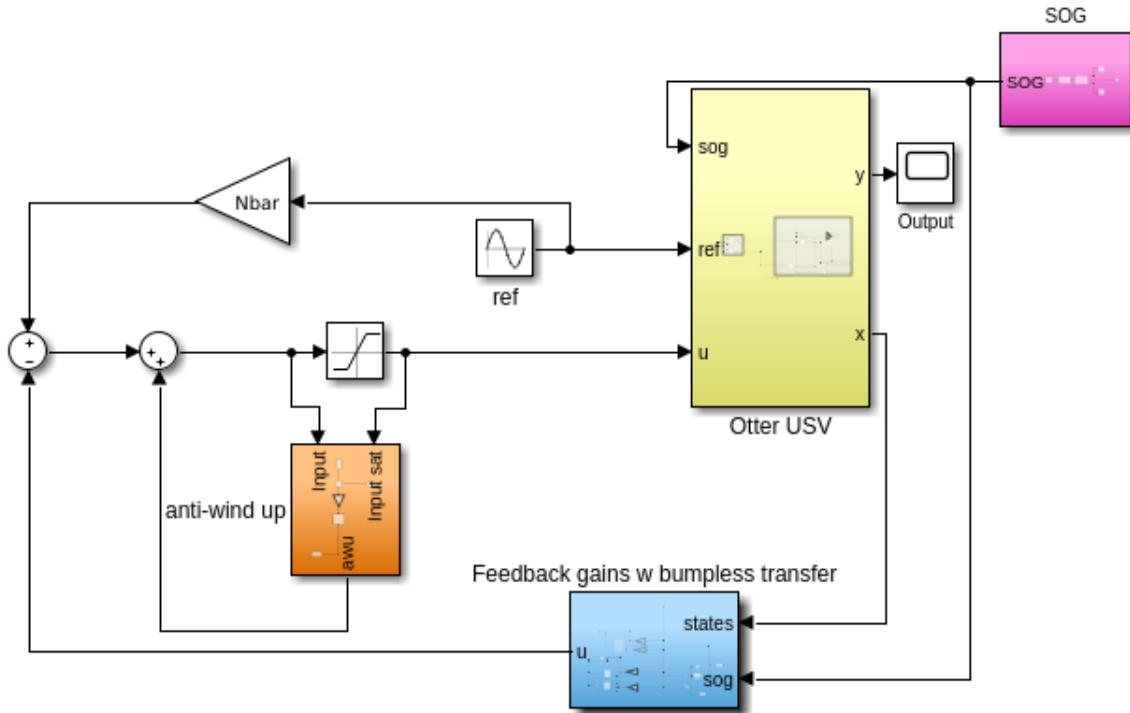 SOG
SOG
sog
y
Output
Nbar
ref
ref
x
u
Otter USV
Input
Input sat
anti-wind up
awu
Feedback gains w bumpless transfer
states
u,
sog